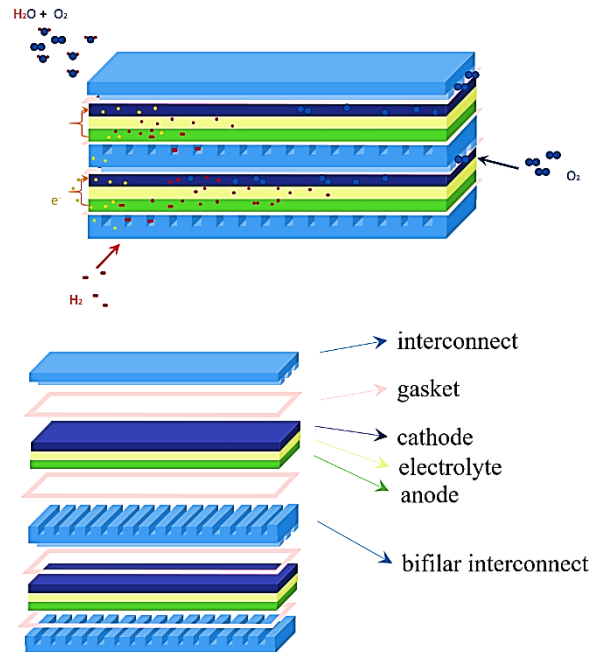 H₂O + O₂
O₂
e⁻
H₂
interconnect
gasket
cathode
electrolyte
anode
bifilar interconnect